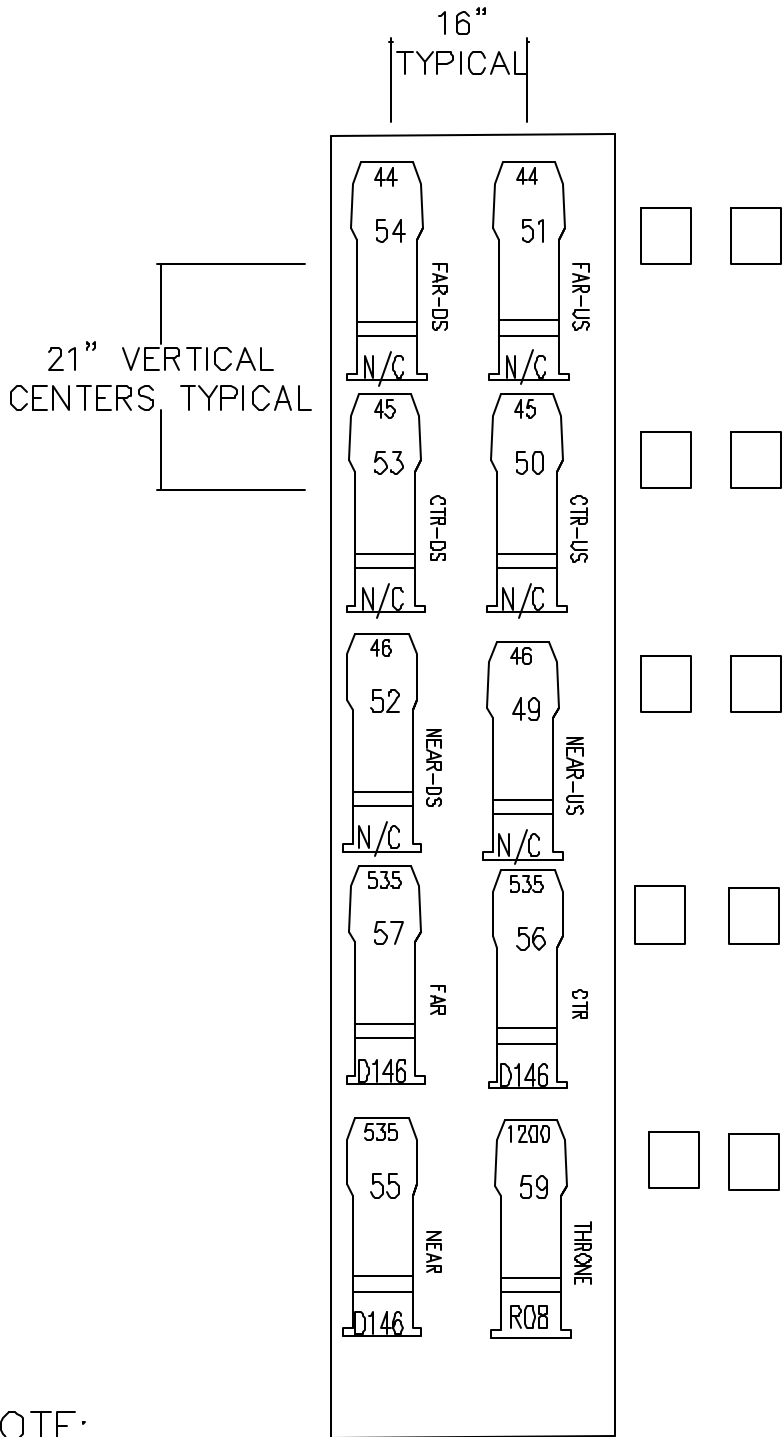 16"
TYPICAL
44 44
54 51
FAR-DS FAR-US
21" VERTICAL
CENTERS TYPICAL
N/C N/C
45 45
53 50
CTR-DS CTR-US
N/C N/C
46 46
52 49
NEAR-DS NEAR-US
N/C N/C
535 535
57 56
FAR CTR
D146 D146
535 1200
55 59
NEAR THRONE
D146 R08